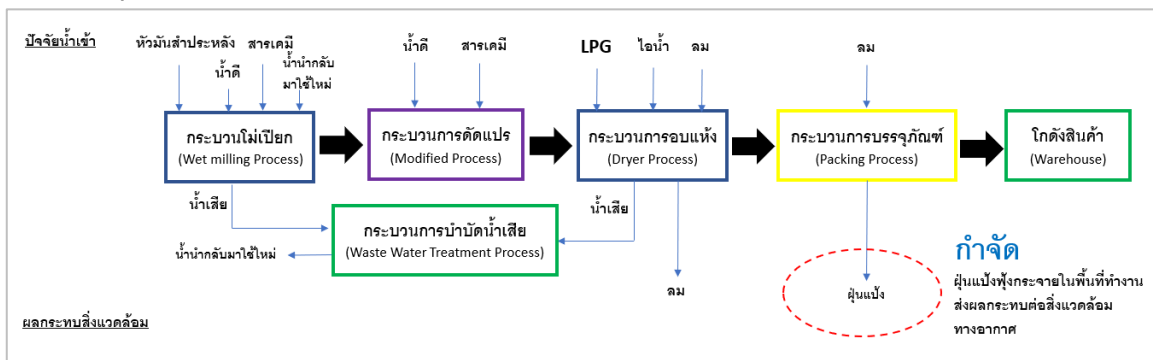 ปัจจัยน้ำเข้า
หัวมันสำปะหลัง
สารเคมี
น้ำดี
น้ำนำกลับ
มาใช้ใหม่
น้ำดี
สารเคมี
LPG
ไอน้ำ
ลม
ลม
กระบวนโม่เปียก
(Wet milling Process)
กระบวนการดัดแปร
(Modified Process)
กระบวนการอบแห้ง
(Dryer Process)
กระบวนการบรรจุภัณฑ์
(Packing Process)
โกดังสินค้า
(Warehouse)
น้ำเสีย
กระบวนการบำบัดน้ำเสีย
(Waste Water Treatment Process)
น้ำเสีย
น้ำนำกลับมาใช้ใหม่
ลม
ฝุ่นแป้ง
กำจัด
ฝุ่นแป้งฟุ้งกระจายในพื้นที่ทำงาน
ส่งผลกระทบต่อสิ่งแวดล้อม
ทางอากาศ
ผลกระทบสิ่งแวดล้อม